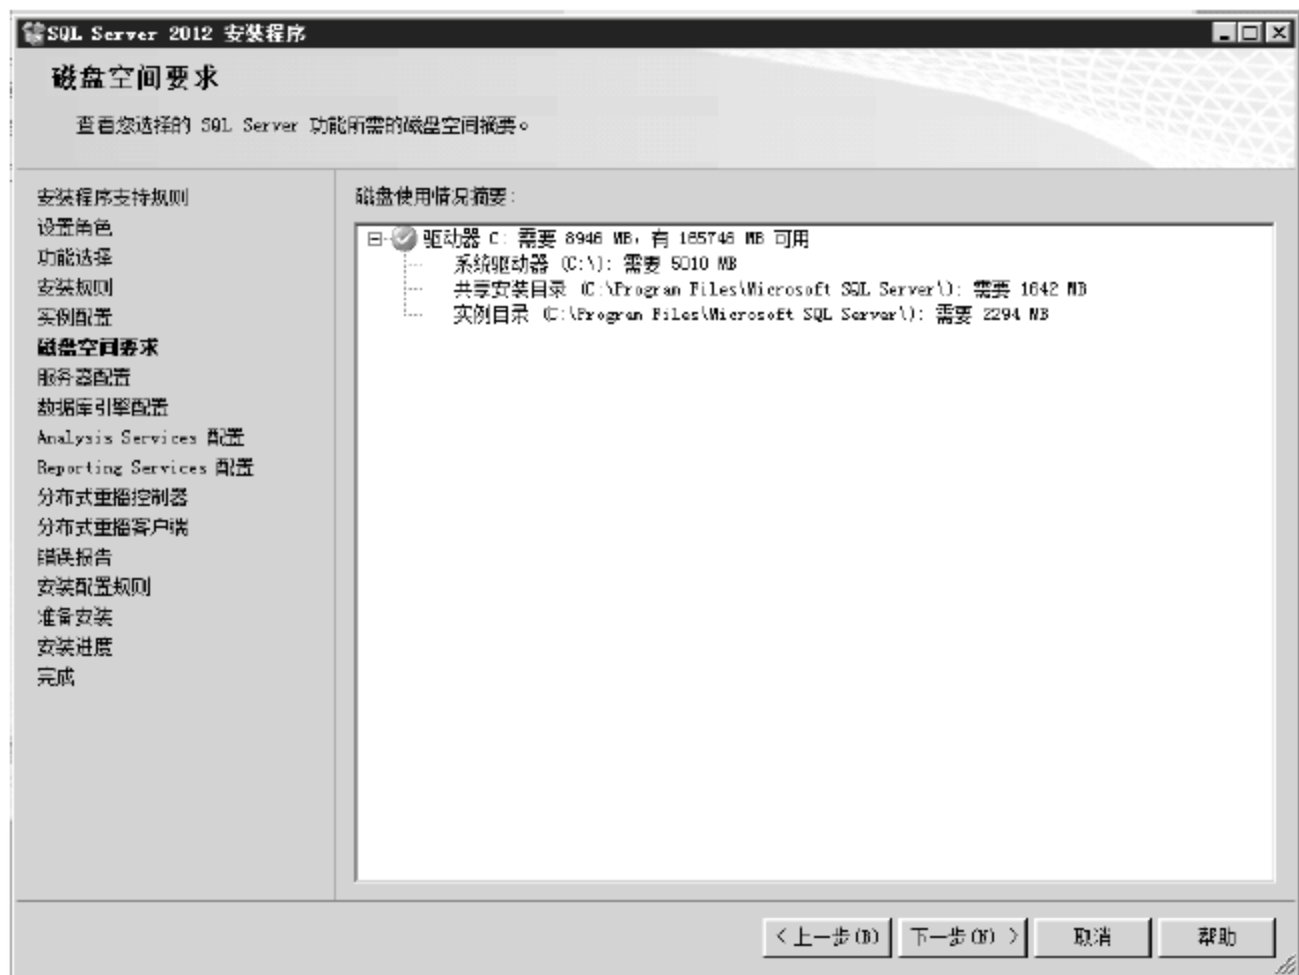 SQL Server 2012 安装程序
磁盘空间要求
查看您选择的 SQL Server 功能所需的磁盘空间摘要。
安装程序支持规则
设置角色
功能选择
安装规则
实例配置
磁盘空间要求
服务器配置
数据库引擎配置
Analysis Services 配置
Reporting Services 配置
分布式重播控制器
分布式重播客户端
错误报告
安装配置规则
准备安装
安装进度
完成
磁盘使用情况摘要:
驱动器 C: 需要 8946 MB，有 165746 MB 可用
系统驱动器 (C:\): 需要 5010 MB
共享安装目录 (C:\Program Files\Microsoft SQL Server\): 需要 1642 MB
实例目录 (C:\Program Files\Microsoft SQL Server\): 需要 2294 MB
< 上一步(B)
下一步(N) >
取消
帮助